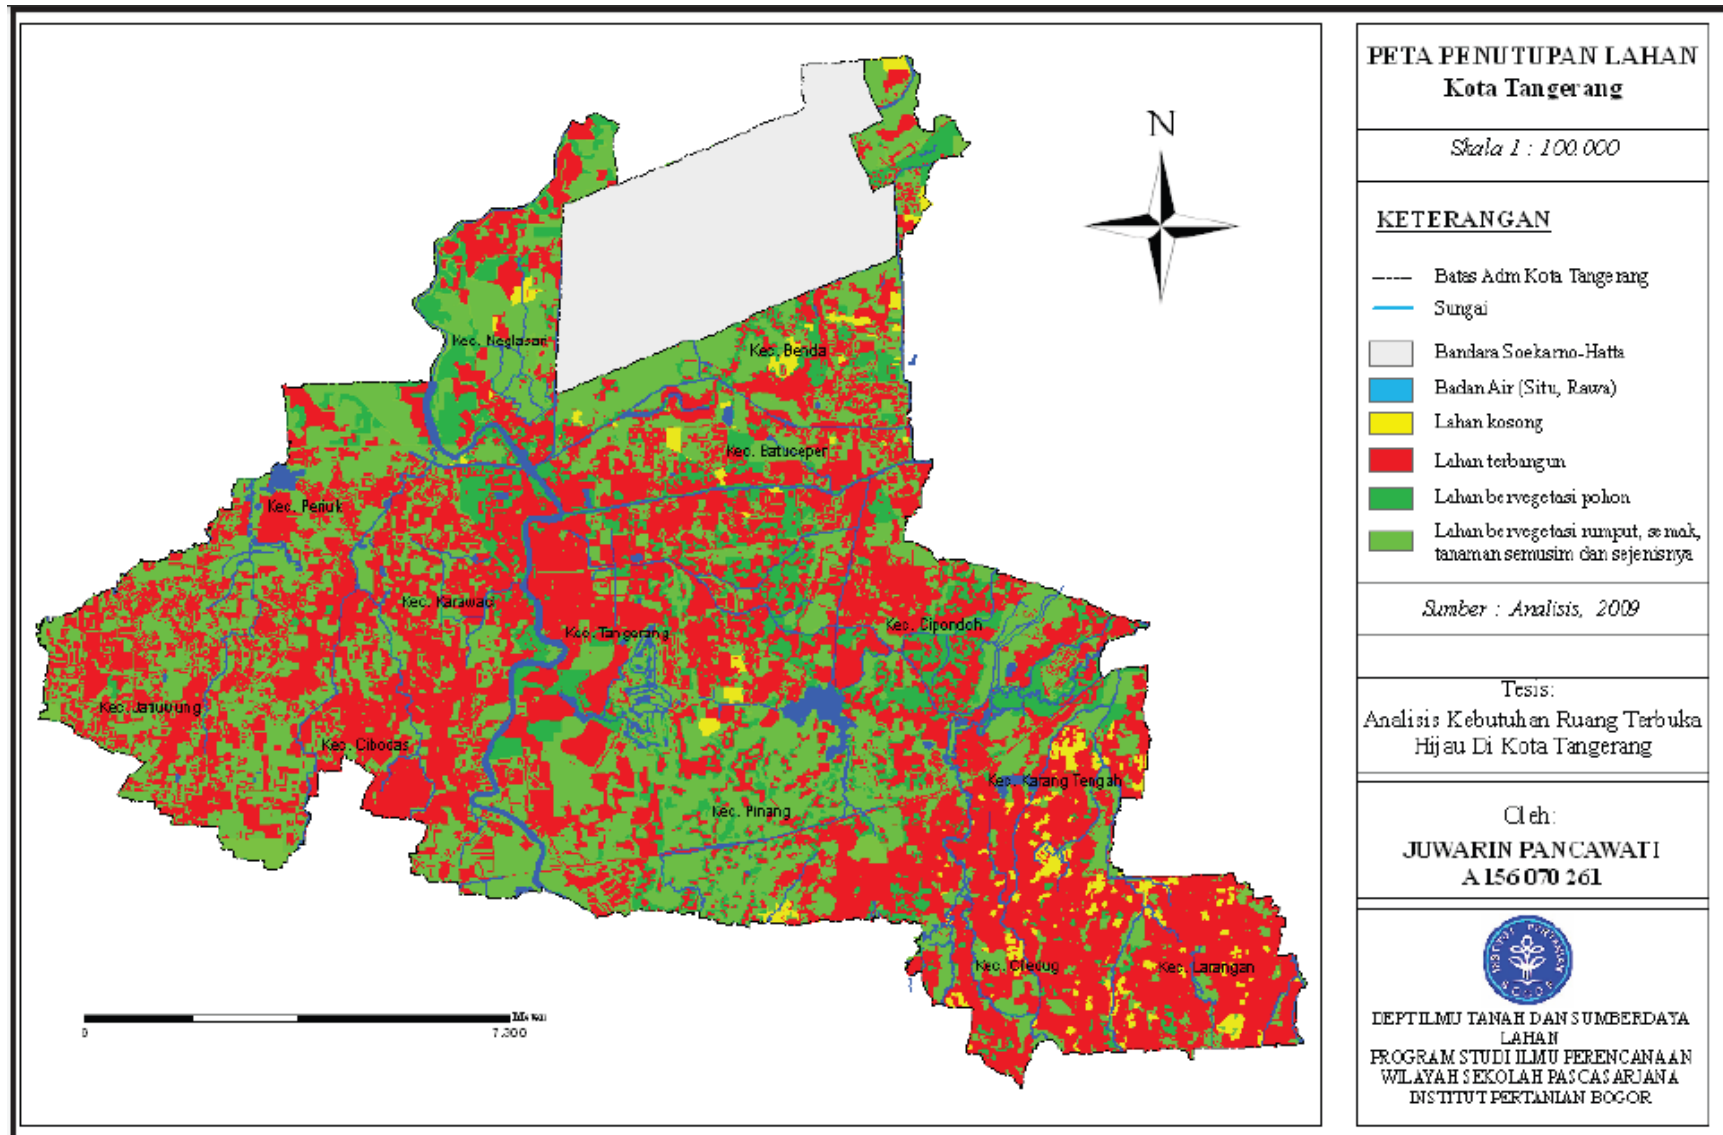 PETA PENUTUPAN LAHAN
Kota Tangerang
Skala 1 : 100.000
KETERANGAN
Batas Adm Kota Tangerang
Sungai
Bandara Soekarno-Hatta
Badan Air (Situ, Rawa)
Lahan kosong
Lahan terbangun
Lahan bervegetasi pohon
Lahan bervegetasi rumput, semak,
tanaman semusim dan sejenisnya
Sumber : Analisis, 2009
Tesis:
Analisis Kebutuhan Ruang Terbuka
Hijau Di Kota Tangerang
Oleh:
JUWARIN PANCAWATI
A 156 070 261
INSTITUT PERTANIAN
BOGOR
DEPT ILMU TANAH DAN SUMBERDAYA
LAHAN
PROGRAM STUDI ILMU PERENCANAAN
WILAYAH SEKOLAH PASCASARJANA
INSTITUT PERTANIAN BOGOR
N
Kec. Neglasari
Kec. Benda
Kec. Batuceper
Kec. Periuk
Kec. Karawaci
Kec. Tangerang
Kec. Cipondoh
Kec. Jatiuwung
Kec. Cibodas
Kec. Karang Tengah
Kec. Pinang
Kec. Ciledug
Kec. Larangan
0
7.300